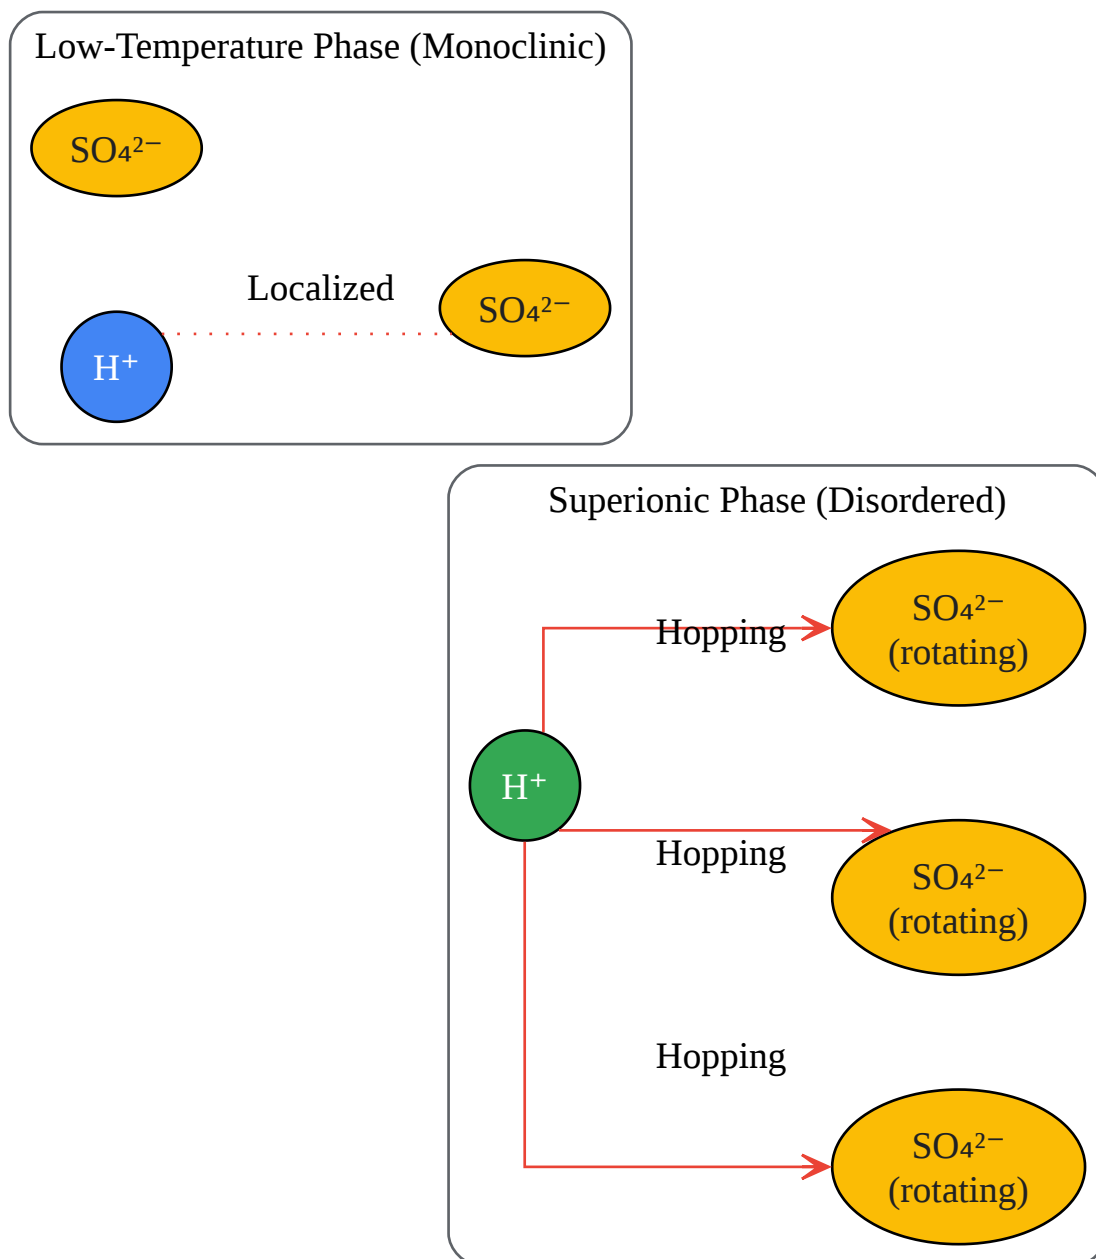 Low-Temperature Phase (Monoclinic)
SO₄²⁻
Localized
SO₄²⁻
H⁺
Superionic Phase (Disordered)
SO₄²⁻
(rotating)
Hopping
H⁺
Hopping
SO₄²⁻
(rotating)
Hopping
SO₄²⁻
(rotating)